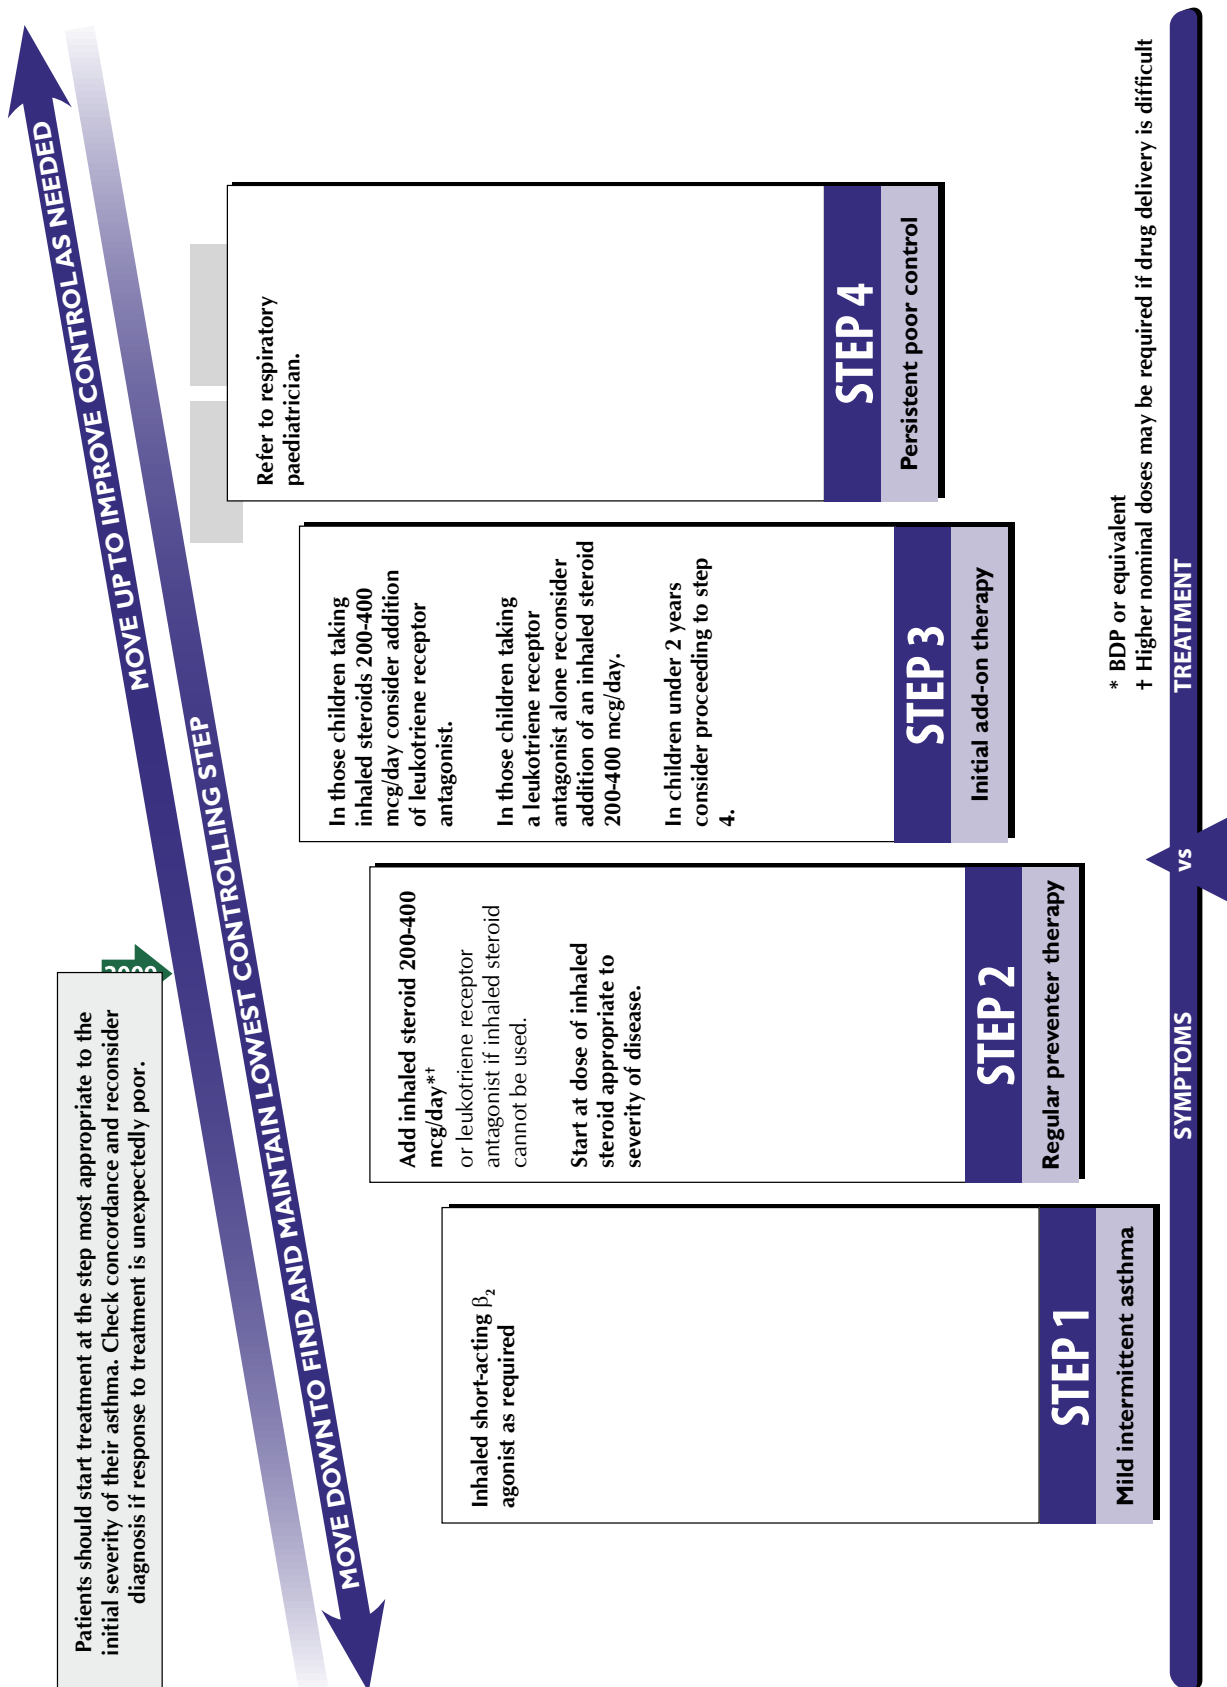 Patients should start treatment at the step most appropriate to the
initial severity of their asthma. Check concordance and reconsider
diagnosis if response to treatment is unexpectedly poor.
MOVE UP TO IMPROVE CONTROL AS NEEDED
MOVE DOWN TO FIND AND MAINTAIN LOWEST CONTROLLING STEP
Inhaled short-acting β₂
agonist as required
STEP 1
Mild intermittent asthma
Add inhaled steroid 200-400
mcg/day*†
or leukotriene receptor
antagonist if inhaled steroid
cannot be used.
Start at dose of inhaled
steroid appropriate to
severity of disease.
STEP 2
Regular preventer therapy
In those children taking
inhaled steroids 200-400
mcg/day consider addition
of leukotriene receptor
antagonist.
In those children taking
a leukotriene receptor
antagonist alone reconsider
addition of an inhaled steroid
200-400 mcg/day.
In children under 2 years
consider proceeding to step
4.
STEP 3
Initial add-on therapy
Refer to respiratory
paediatrician.
STEP 4
Persistent poor control
* BDP or equivalent
† Higher nominal doses may be required if drug delivery is difficult
SYMPTOMS
vs
TREATMENT